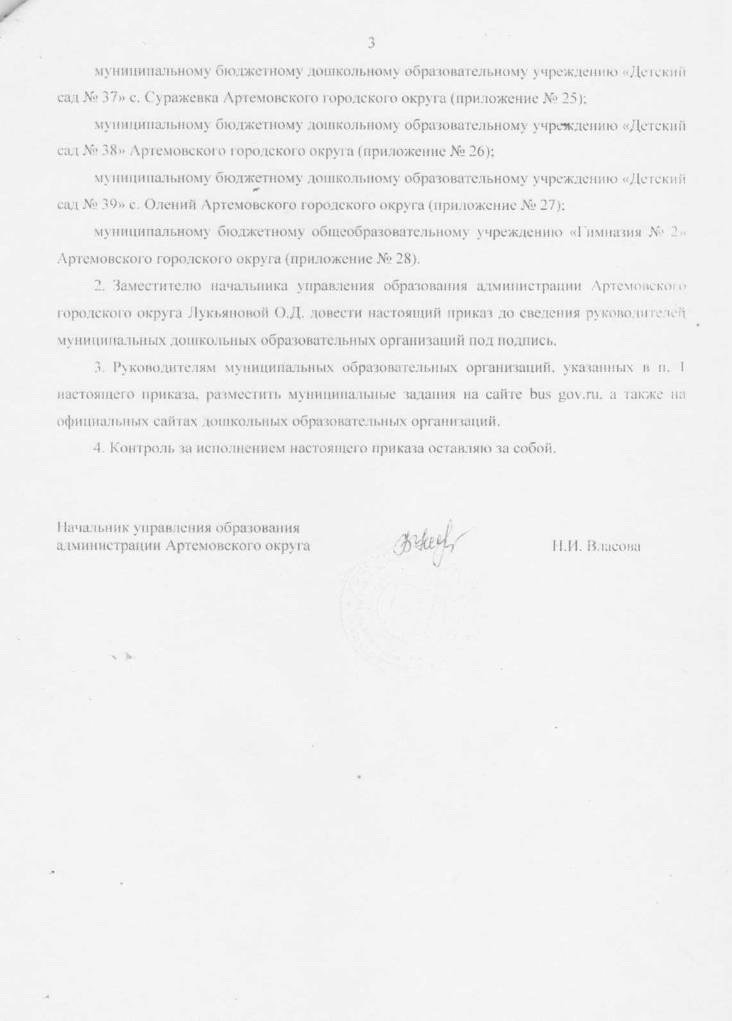 3
муниципальному бюджетному дошкольному образовательному учреждению «Детский
сад № 37» с. Суражевка Артемовского городского округа (приложение № 25);
муниципальному бюджетному дошкольному образовательному учреждению «Детский
сад № 38» Артемовского городского округа (приложение № 26);
муниципальному бюджетному дошкольному образовательному учреждению «Детский
сад № 39» с. Олений Артемовского городского округа (приложение № 27);
муниципальному бюджетному общеобразовательному учреждению «Гимназия № 2»
Артемовского городского округа (приложение № 28).
2. Заместителю начальника управления образования администрации Артемовского
городского округа Лукьяновой О.Д. довести настоящий приказ до сведения руководителей
муниципальных дошкольных образовательных организаций под подпись.
3. Руководителям муниципальных образовательных организаций, указанных в п. 1
настоящего приказа, разместить муниципальные задания на сайте bus gov.ru, а также на
официальных сайтах дошкольных образовательных организаций.
4. Контроль за исполнением настоящего приказа оставляю за собой.
Начальник управления образования
администрации Артемовского округа Н.И. Власова